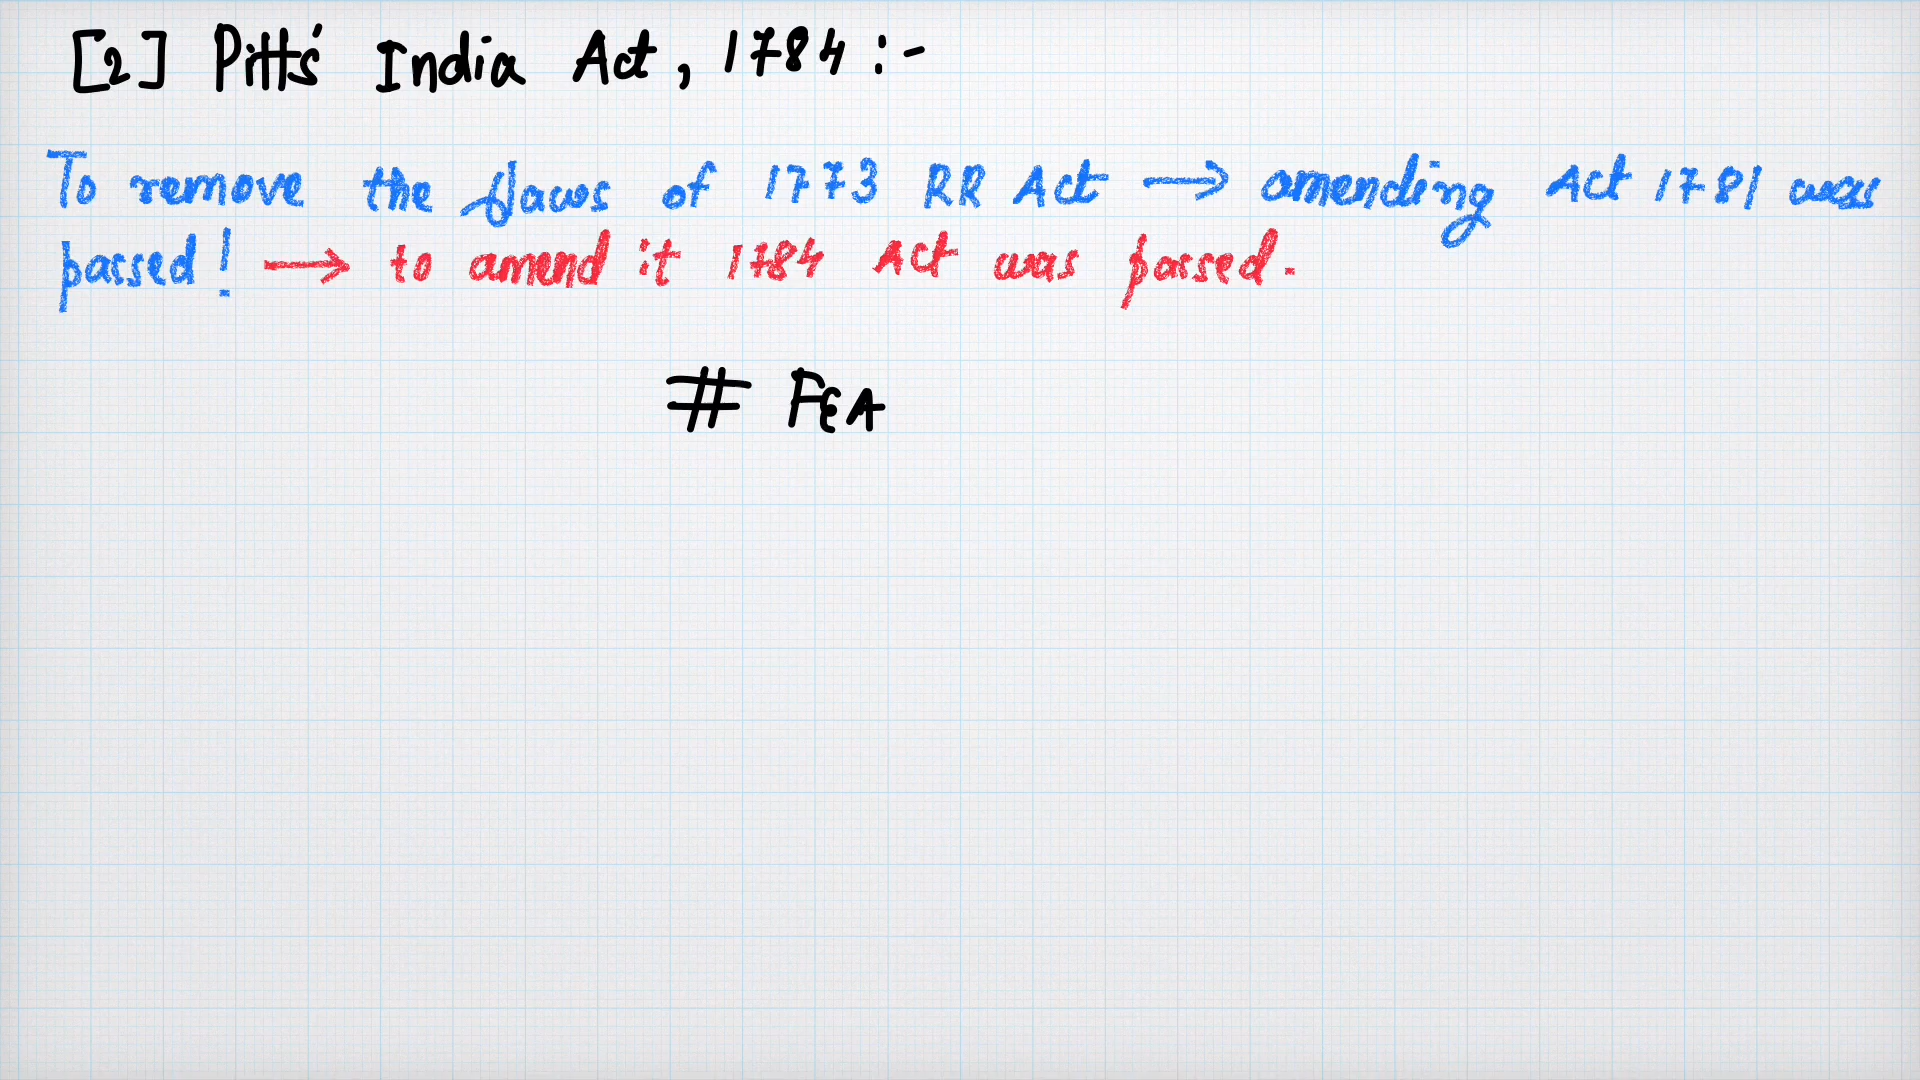 [2] Pitt's India Act, 1784 :-
To remove the flaws of 1773 RR Act → amending Act 1781 was
passed! → to amend it 1784 Act was passed.
# FEA